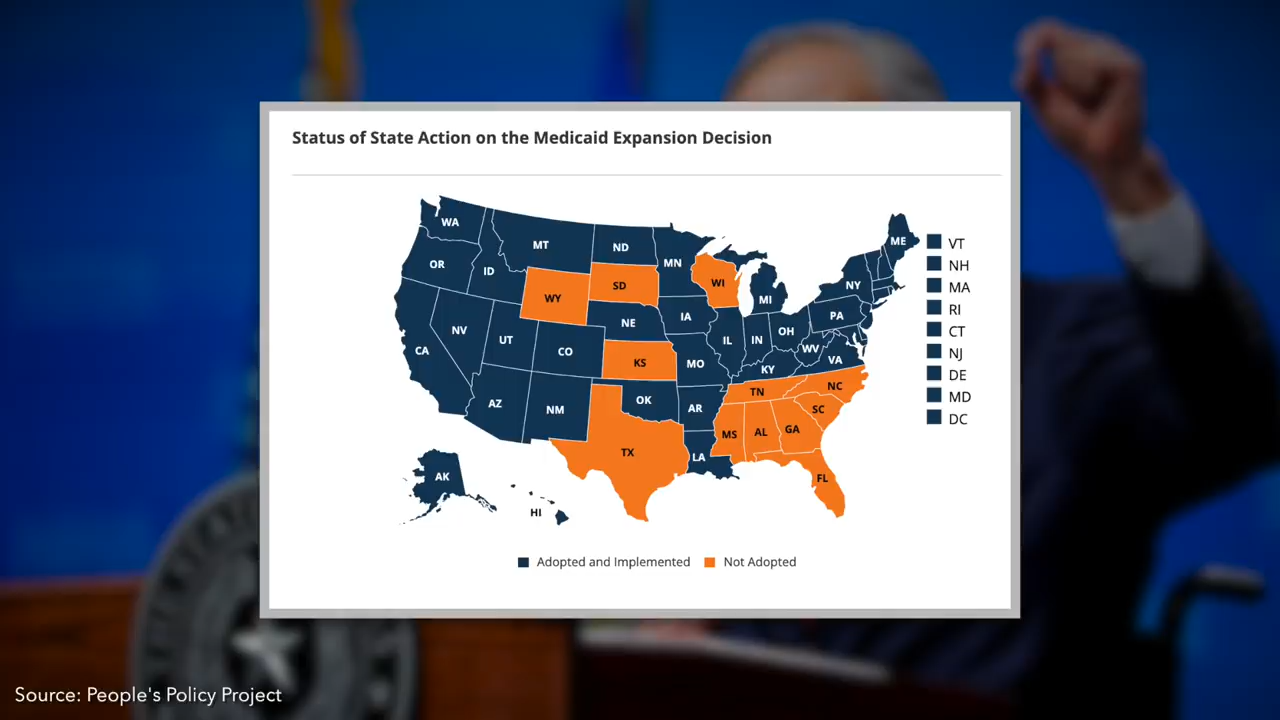 Status of State Action on the Medicaid Expansion Decision
WA
MT
ND
MN
ME
OR
ID
SD
WI
WY
MI
NY
NV
NE
IA
PA
CA
UT
CO
IL
IN
OH
WV
VA
KS
MO
KY
AZ
NM
OK
AR
TN
NC
SC
MS
AL
GA
TX
LA
FL
AK
HI
VT
NH
MA
RI
CT
NJ
DE
MD
DC
Adopted and Implemented
Not Adopted
Source: People's Policy Project